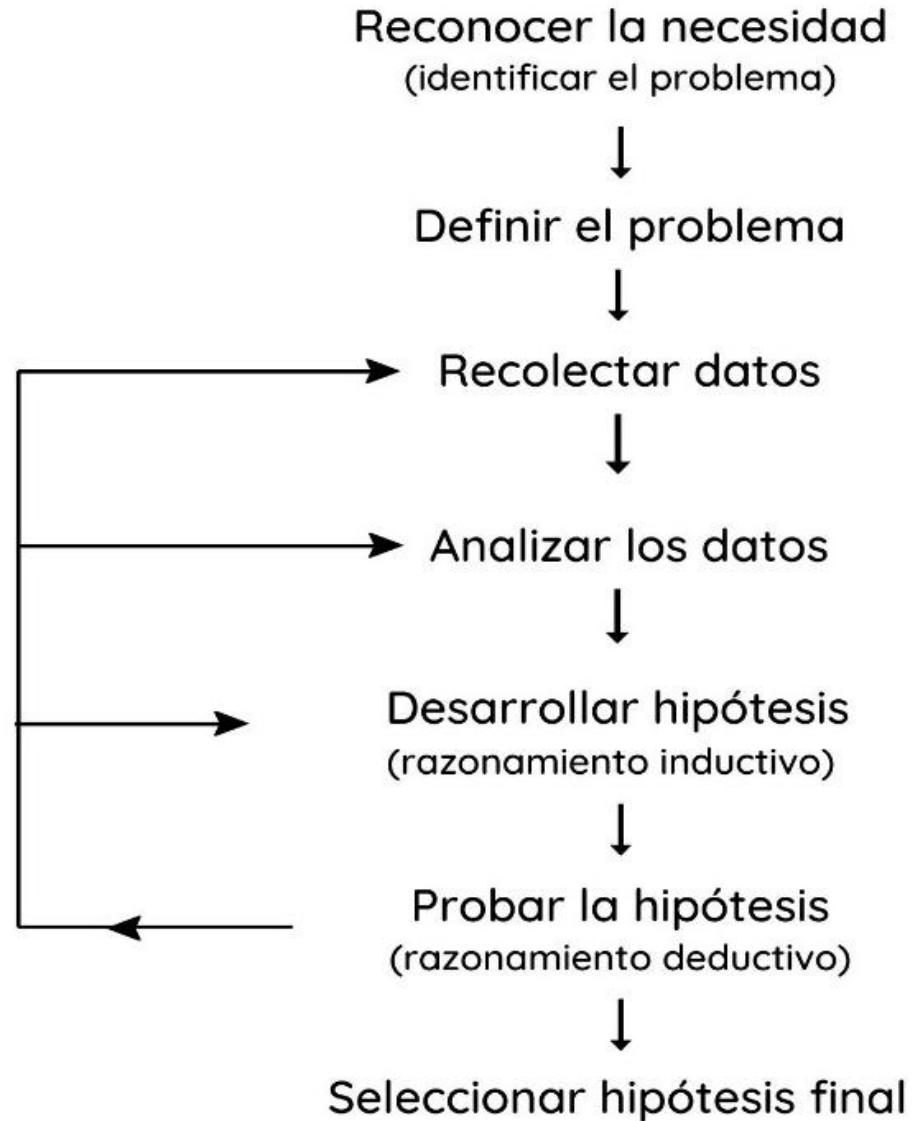 Reconocer la necesidad
(identificar el problema)
Definir el problema
Recolectar datos
Analizar los datos
Desarrollar hipótesis
(razonamiento inductivo)
Probar la hipótesis
(razonamiento deductivo)
Seleccionar hipótesis final